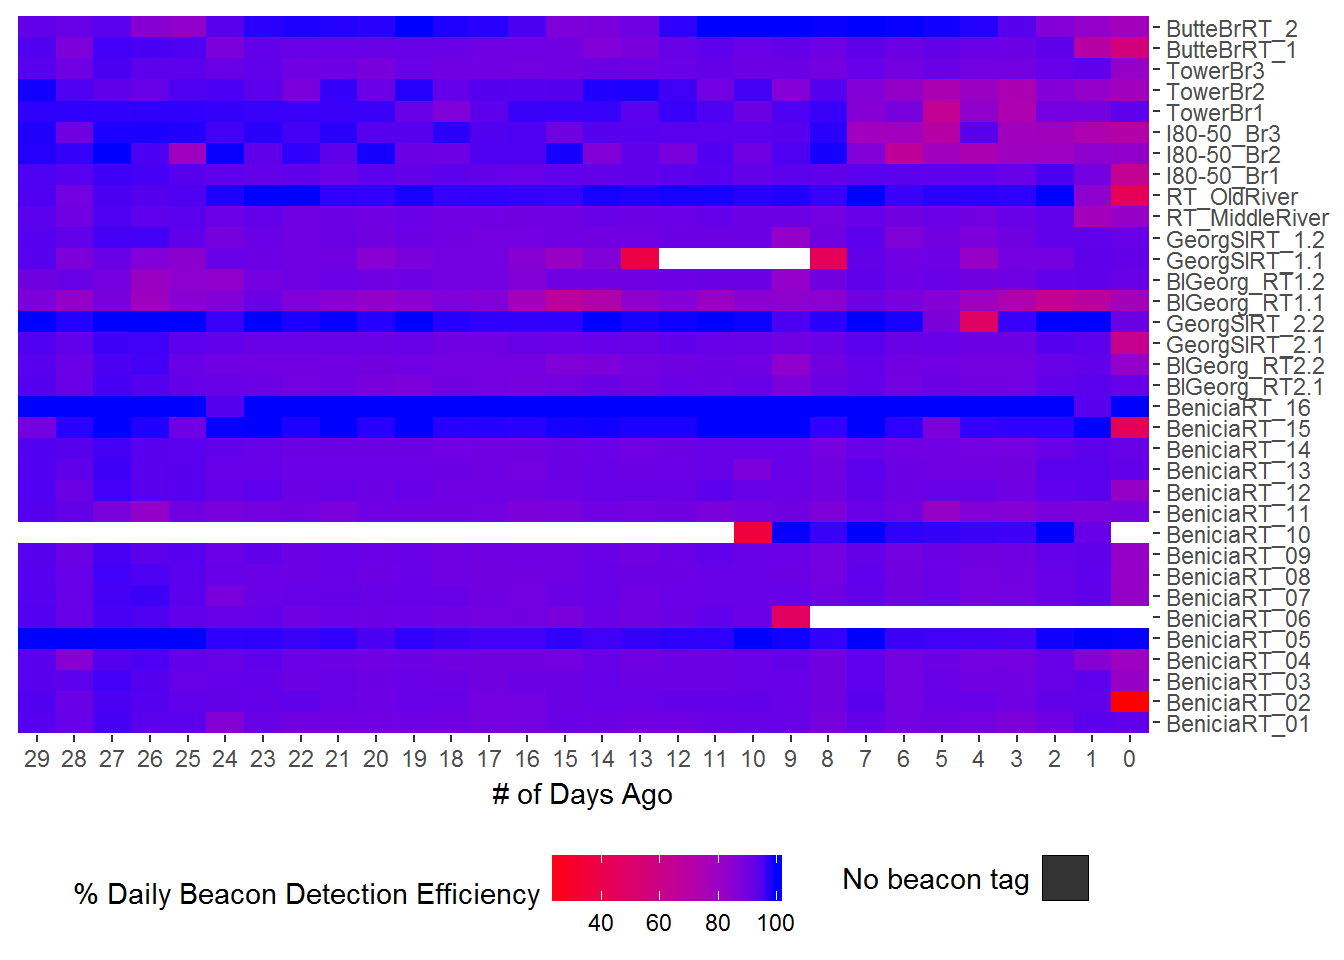 ButteBrRT_2
ButteBrRT_1
TowerBr3
TowerBr2
TowerBr1
I80-50_Br3
I80-50_Br2
I80-50_Br1
RT_OldRiver
RT_MiddleRiver
GeorgSlRT_1.2
GeorgSlRT_1.1
BlGeorg_RT1.2
BlGeorg_RT1.1
GeorgSlRT_2.2
GeorgSlRT_2.1
BlGeorg_RT2.2
BlGeorg_RT2.1
BeniciaRT_16
BeniciaRT_15
BeniciaRT_14
BeniciaRT_13
BeniciaRT_12
BeniciaRT_11
BeniciaRT_10
BeniciaRT_09
BeniciaRT_08
BeniciaRT_07
BeniciaRT_06
BeniciaRT_05
BeniciaRT_04
BeniciaRT_03
BeniciaRT_02
BeniciaRT_01
29 28 27 26 25 24 23 22 21 20 19 18 17 16 15 14 13 12 11 10 9 8 7 6 5 4 3 2 1 0
# of Days Ago
% Daily Beacon Detection Efficiency
40 60 80 100
No beacon tag